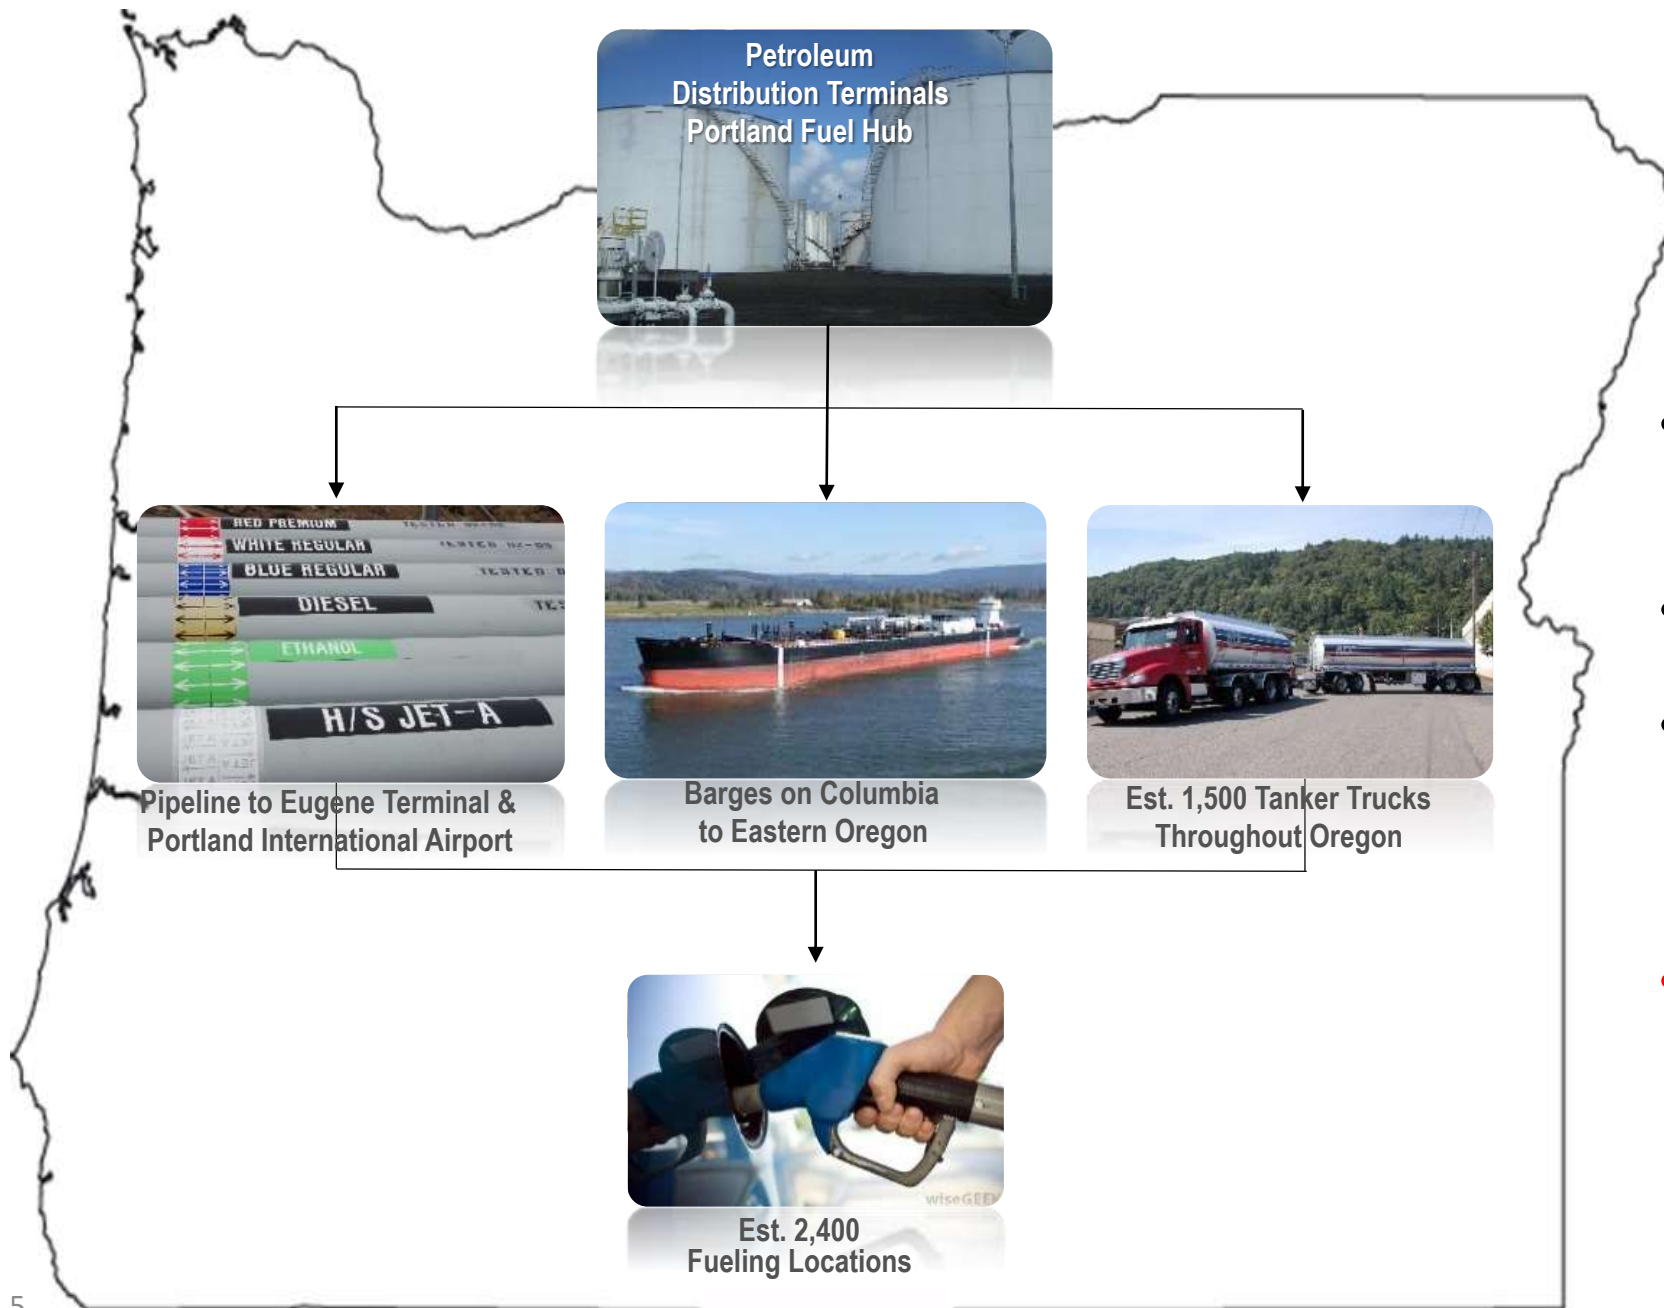 Petroleum
Distribution Terminals
Portland Fuel Hub
RED PREMIUM
WHITE REGULAR
BLUE REGULAR
DIESEL
ETHANOL
H/S JET-A
JET A
Pipeline to Eugene Terminal &
Portland International Airport
Barges on Columbia
to Eastern Oregon
Est. 1,500 Tanker Trucks
Throughout Oregon
wiseGEEK
Est. 2,400
Fueling Locations
5